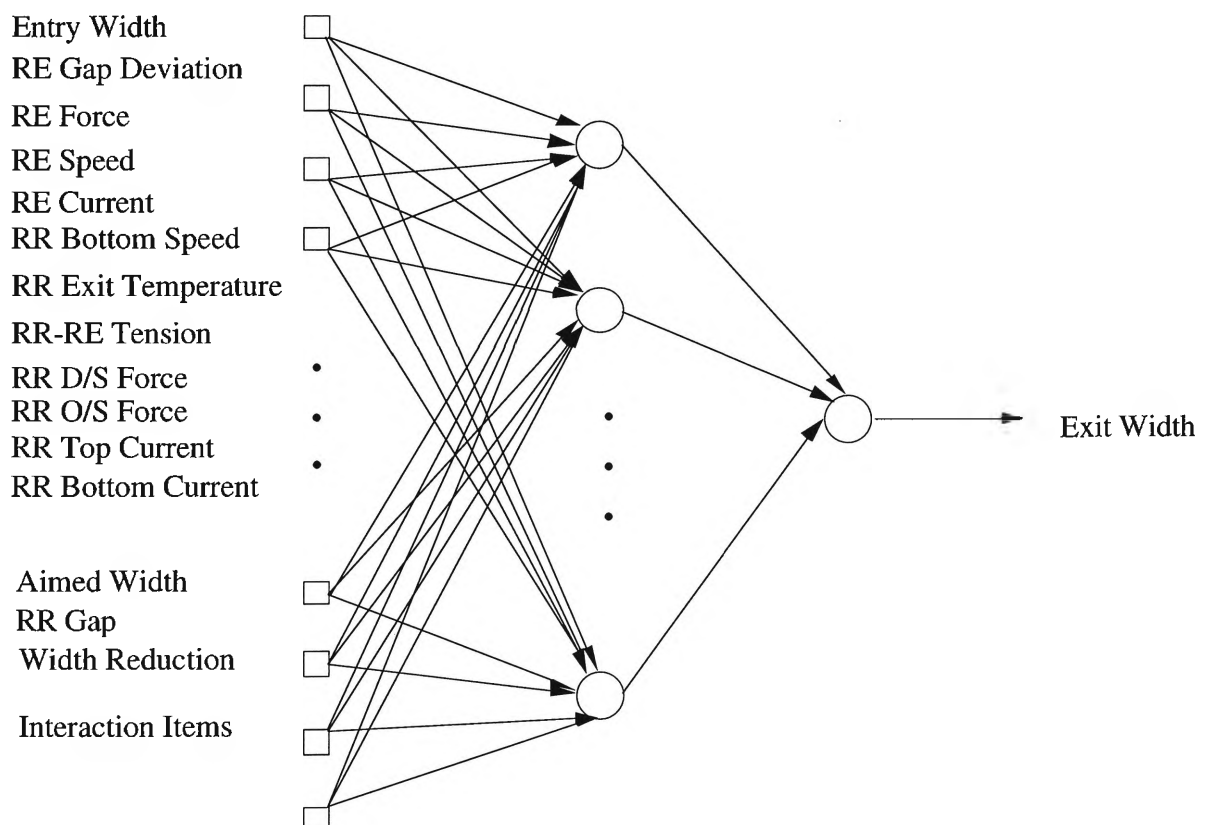 Entry Width
RE Gap Deviation
RE Force
RE Speed
RE Current
RR Bottom Speed
RR Exit Temperature
RR-RE Tension
RR D/S Force
RR O/S Force
RR Top Current
RR Bottom Current
Aimed Width
RR Gap
Width Reduction
Interaction Items
Exit Width